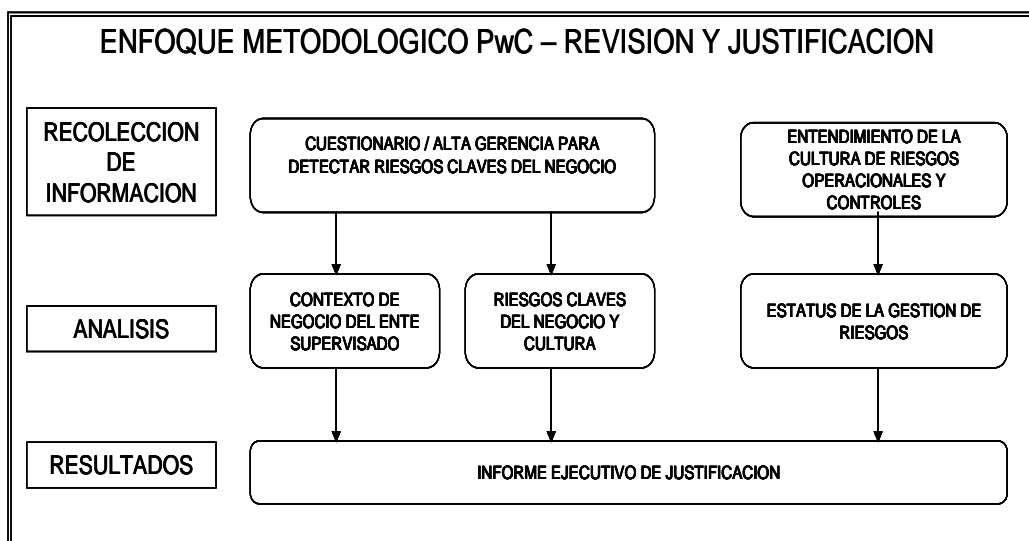 ENFOQUE METODOLOGICO PwC – REVISION Y JUSTIFICACION
RECOLECCION
DE
INFORMACION
CUESTIONARIO / ALTA GERENCIA PARA
DETECTAR RIESGOS CLAVES DEL NEGOCIO
ENTENDIMIENTO DE LA
CULTURA DE RIESGOS
OPERACIONALES Y
CONTROLES
ANALISIS
CONTEXTO DE
NEGOCIO DEL ENTE
SUPERVISADO
RIESGOS CLAVES
DEL NEGOCIO Y
CULTURA
ESTATUS DE LA GESTION DE
RIESGOS
RESULTADOS
INFORME EJECUTIVO DE JUSTIFICACION